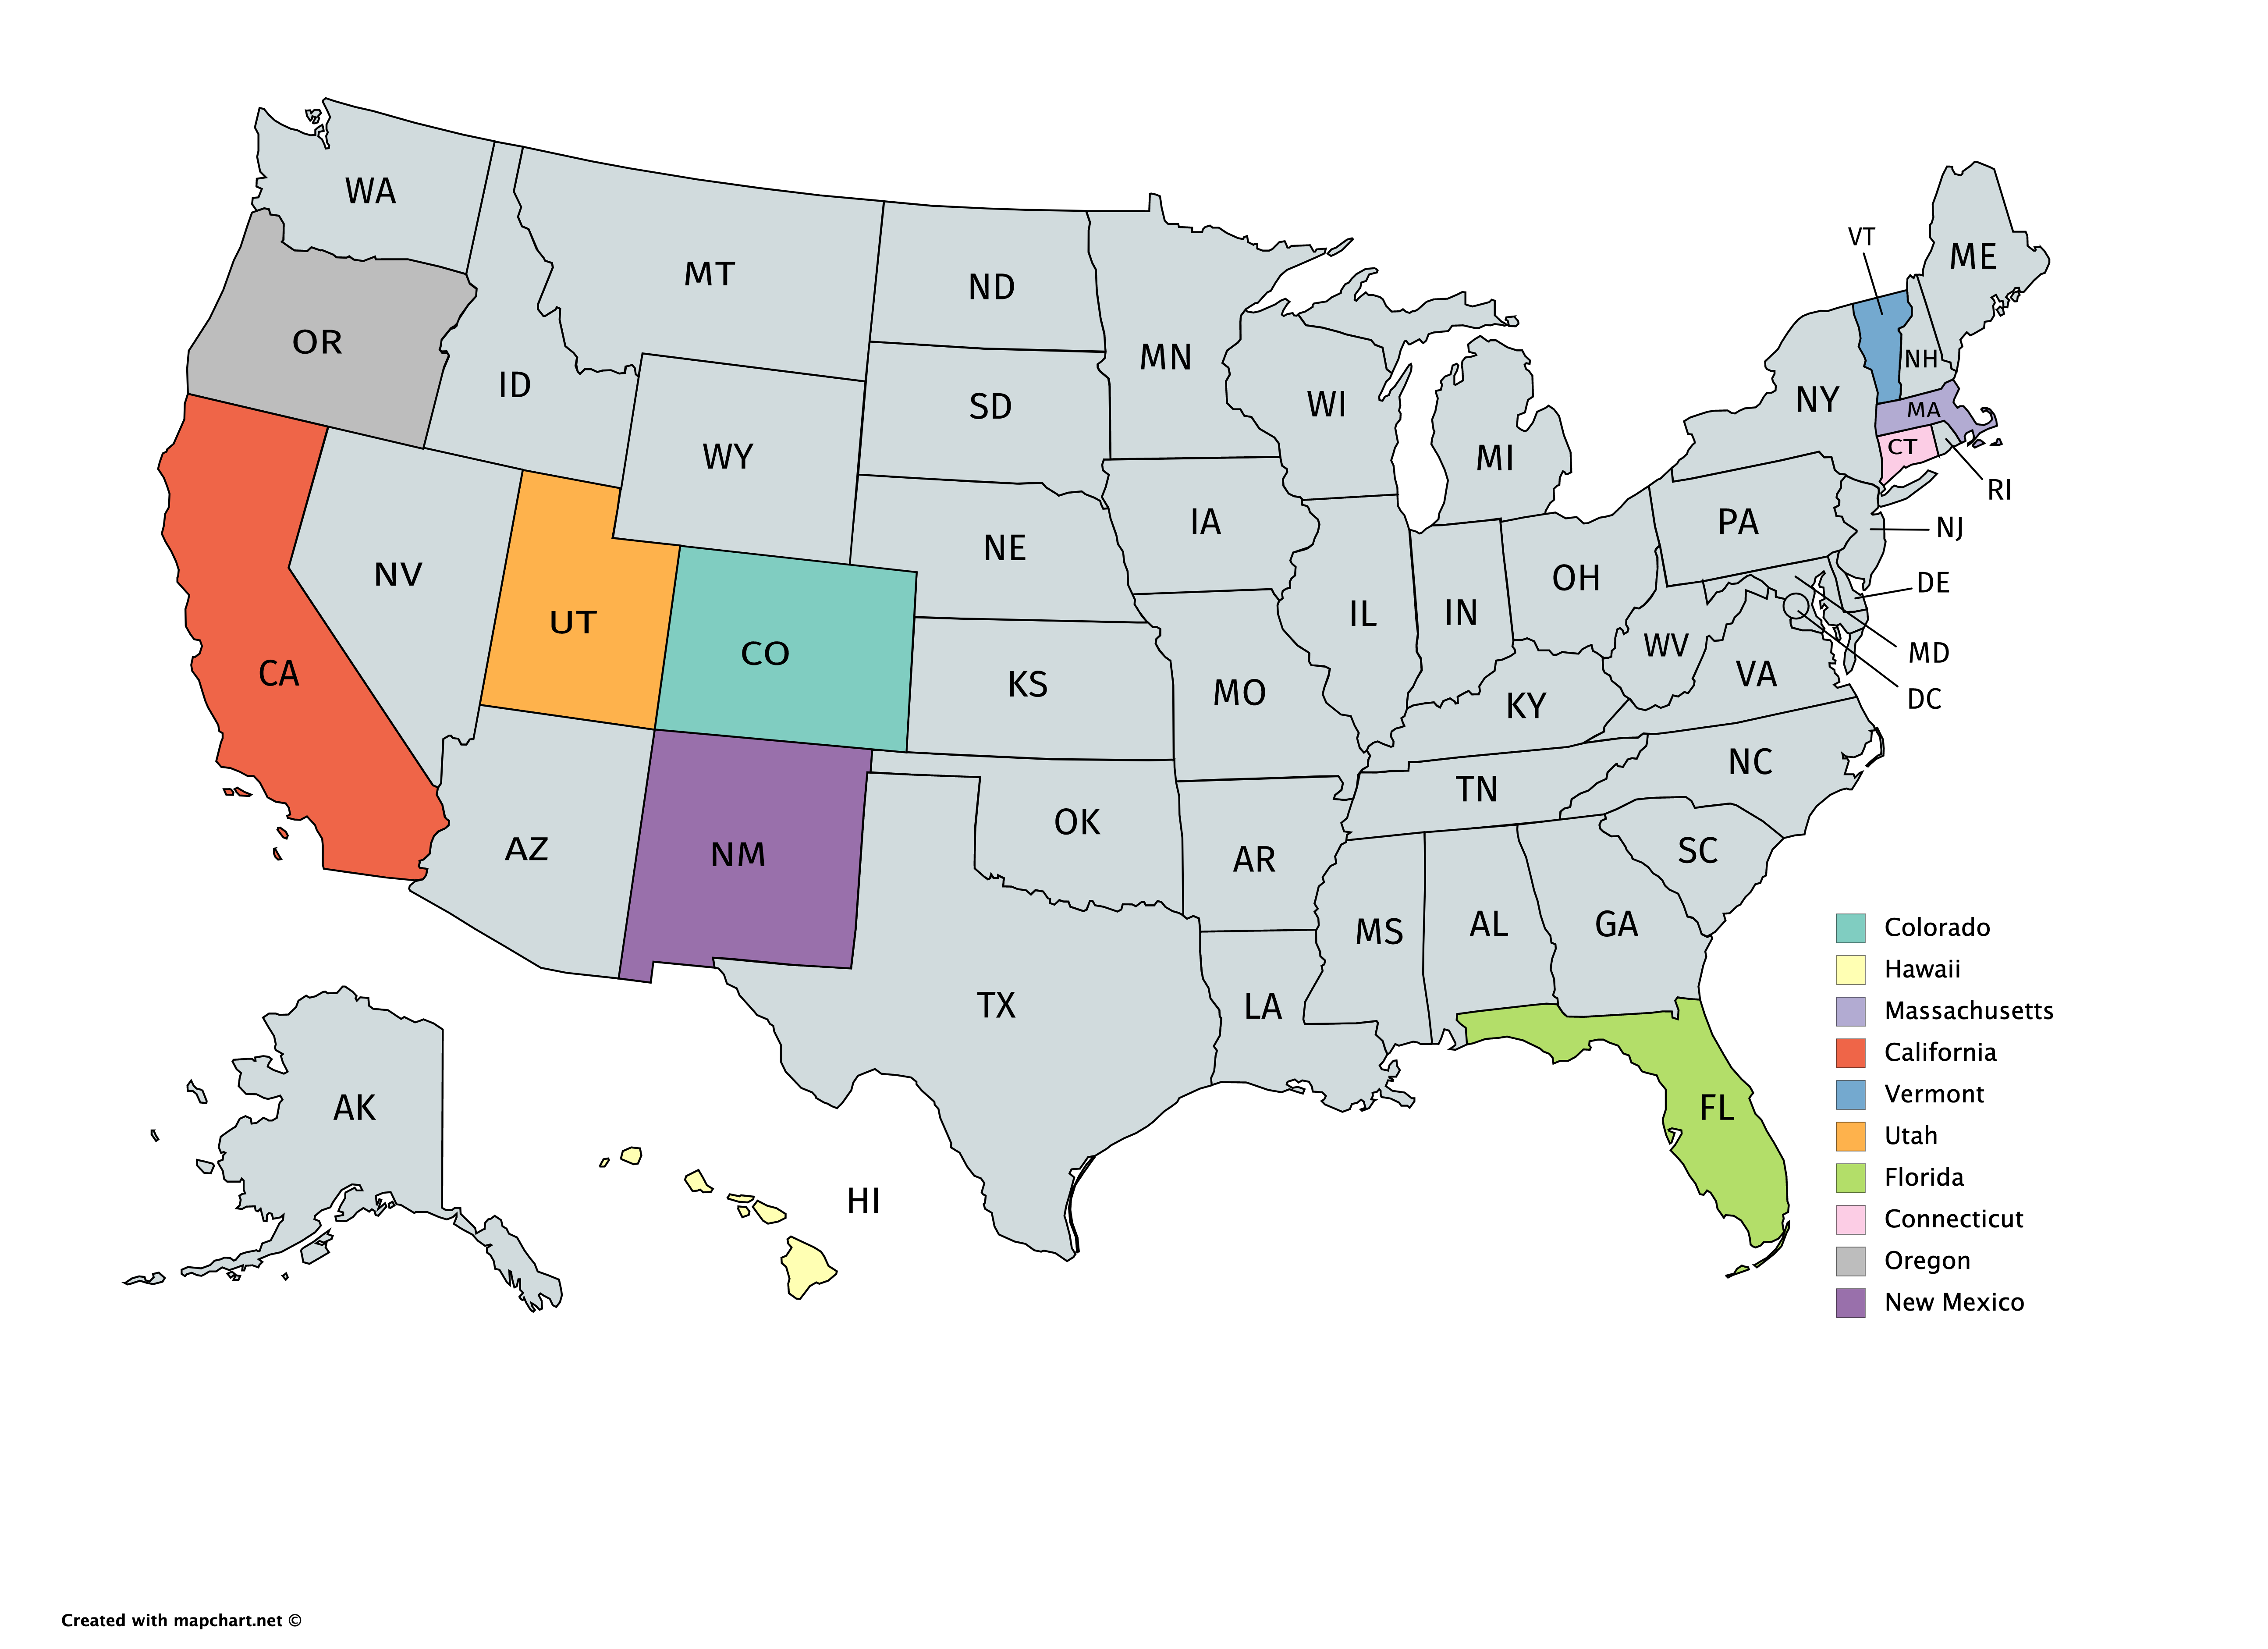 WA
MT
ND
MN
VT
ME
OR
ID
WY
SD
WI
MI
NY
NH
MA
CT
RI
NV
UT
CO
NE
IA
IL
IN
OH
PA
NJ
DE
MD
DC
CA
KS
MO
KY
WV
VA
AZ
NM
OK
AR
TN
NC
SC
TX
LA
MS
AL
GA
FL
AK
HI
Colorado
Hawaii
Massachusetts
California
Vermont
Utah
Florida
Connecticut
Oregon
New Mexico
Created with mapchart.net ©